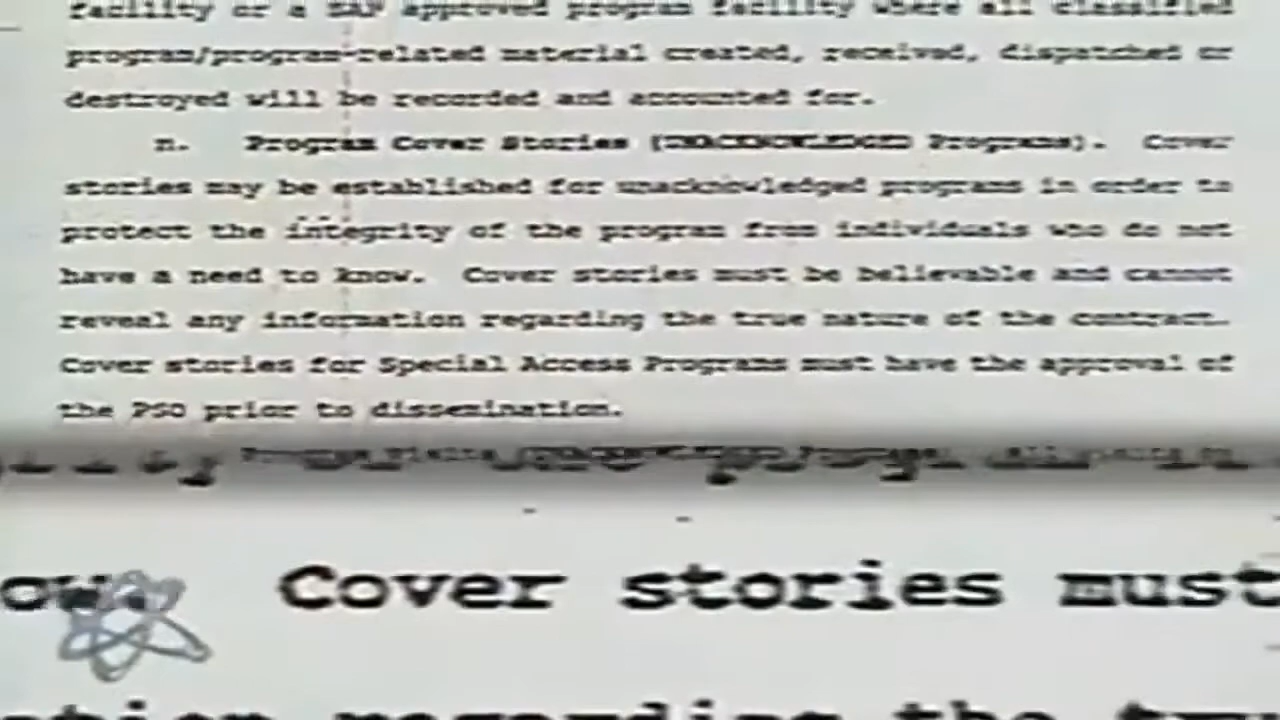 facility or a SAP approved program facility where all classified
program/program-related material created, received, dispatched or
destroyed will be recorded and accounted for.
n. Program Cover Stories (UNACKNOWLEDGED Programs). Cover
stories may be established for unacknowledged programs in order to
protect the integrity of the program from individuals who do not
have a need to know. Cover stories must be believable and cannot
reveal any information regarding the true nature of the contract.
Cover stories for Special Access Programs must have the approval of
the PSO prior to dissemination.
Cover stories must
regarding the